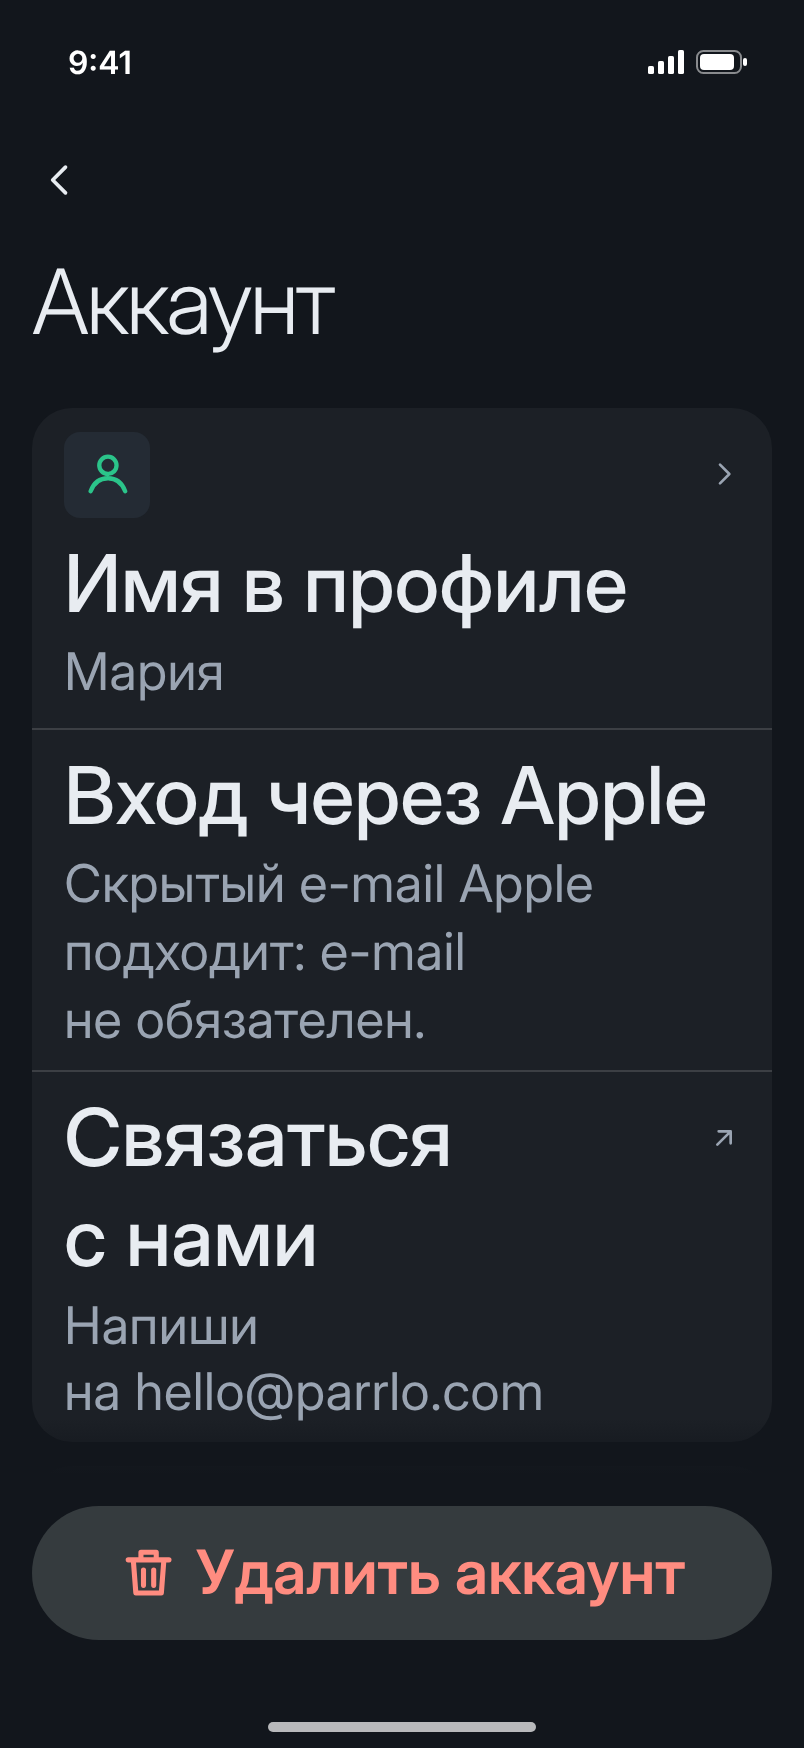 9:41
Аккаунт
Имя в профиле
Мария
Вход через Apple
Скрытый e-mail Apple
подходит: e-mail
не обязателен.
Связаться
с нами
Напиши
на hello@parrlo.com
Удалить аккаунт